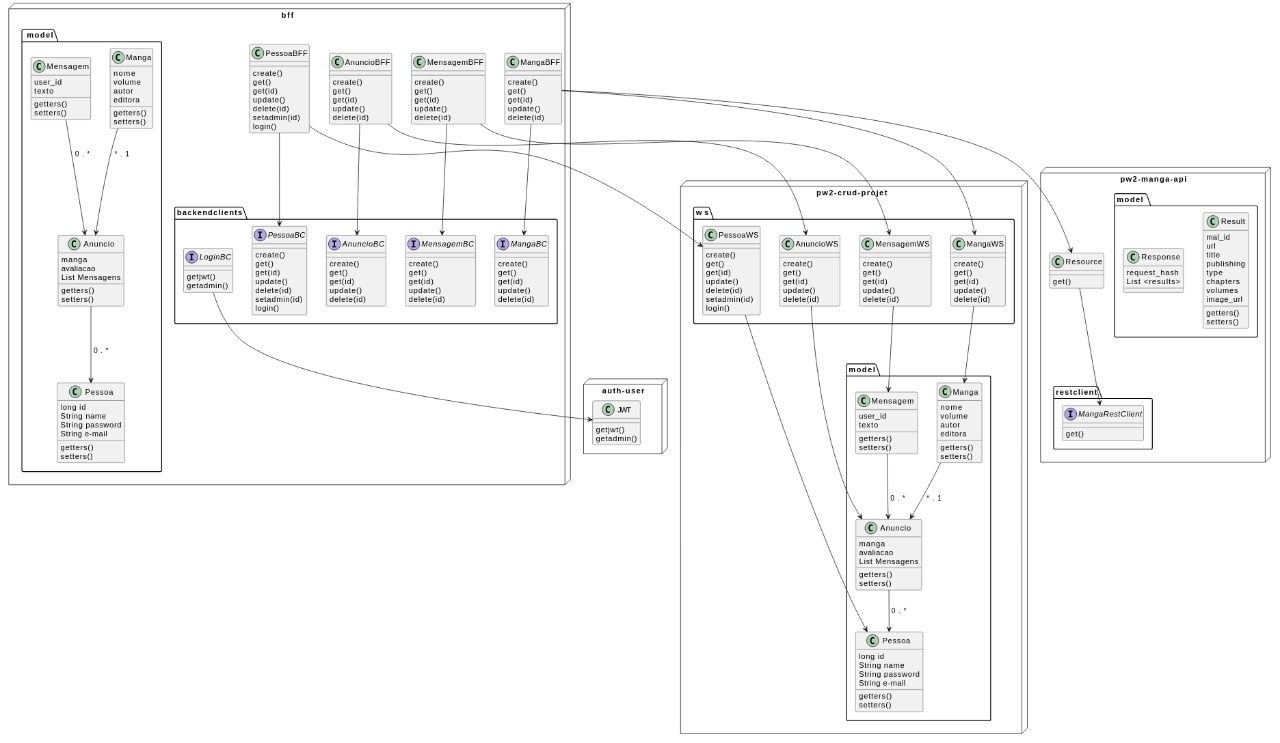 bff
model
Mensagem
user_id
texto
getters()
setters()
Manga
nome
volume
autor
editora
getters()
setters()
0..*
*..1
Anuncio
manga
avaliacao
List Mensagens
getters()
setters()
0..*
Pessoa
long id
String name
String password
String e-mail
getters()
setters()
PessoaBFF
create()
get()
get(id)
update()
delete(id)
setadmin(id)
login()
AnuncioBFF
create()
get()
get(id)
update()
delete(id)
MensagemBFF
create()
get()
get(id)
update()
delete(id)
MangaBFF
create()
get()
get(id)
update()
delete(id)
backendclients
LoginBC
getjwt()
getadmin()
PessoaBC
create()
get()
get(id)
update()
delete(id)
setadmin(id)
login()
AnuncioBC
create()
get()
get(id)
update()
delete(id)
MensagemBC
create()
get()
get(id)
update()
delete(id)
MangaBC
create()
get()
get(id)
update()
delete(id)
auth-user
JWT
getjwt()
getadmin()
pw2-crud-projet
ws
PessoaWS
create()
get()
get(id)
update()
delete(id)
setadmin(id)
login()
AnuncioWS
create()
get()
get(id)
update()
delete(id)
MensagemWS
create()
get()
get(id)
update()
delete(id)
MangaWS
create()
get()
get(id)
update()
delete(id)
model
Mensagem
user_id
texto
getters()
setters()
Manga
nome
volume
autor
editora
getters()
setters()
0..*
*..1
Anuncio
manga
avaliacao
List Mensagens
getters()
setters()
0..*
Pessoa
long id
String name
String password
String e-mail
getters()
setters()
pw2-manga-api
Resource
get()
model
Response
request_hash
List <results>
Result
mal_id
url
title
publishing
type
chapters
volumes
image_url
getters()
setters()
restclient
MangaRestClient
get()